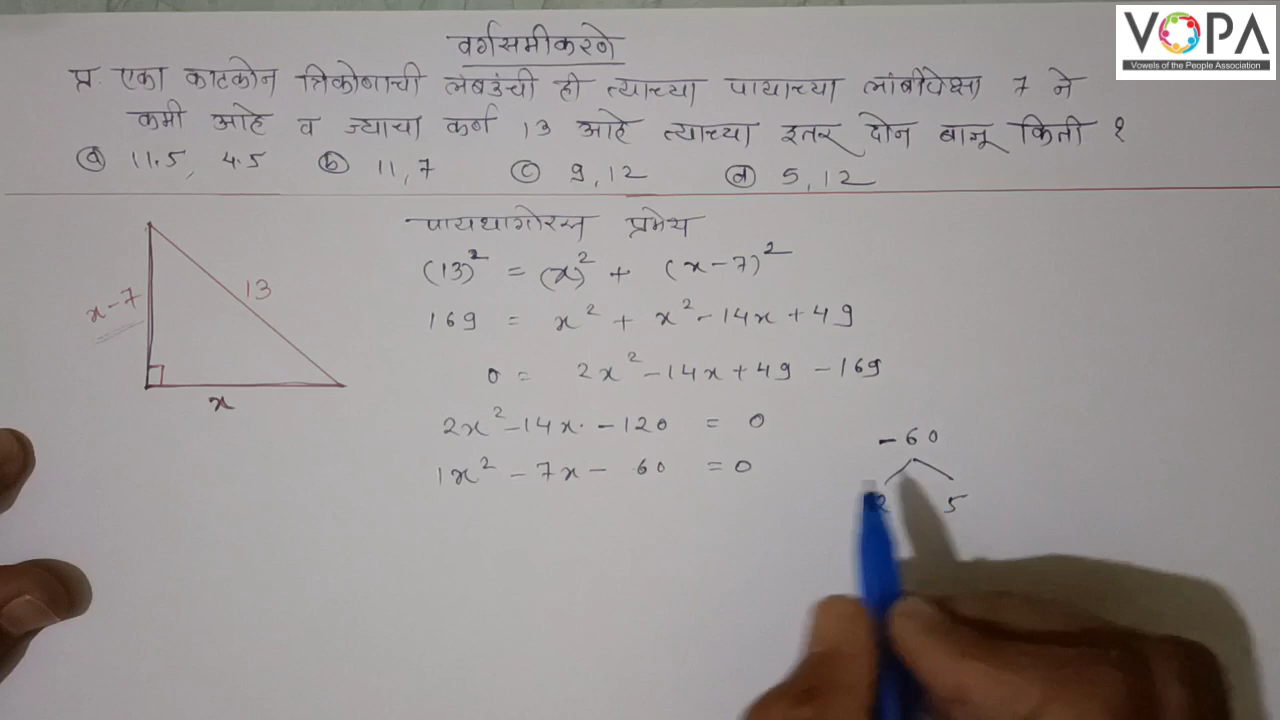 VOPA
Vowels of the People Association
वर्गसमीकरणे
प्र. एका काटकोन त्रिकोणाची लंबउंची ही त्याच्या पायाच्या लांबीपेक्षा 7 ने
कमी आहे व ज्याचा कर्ण 13 आहे त्याच्या इतर दोन बाजू किती ?
ⓐ 11.5, 4.5 ⓑ 11, 7 ⓒ 9, 12 ⓓ 5, 12
पायथागोरस प्रमेय
(13)² = (x)² + (x-7)²
x-7
13
169 = x² + x² - 14x + 49
0 = 2x² - 14x + 49 - 169
x
2x² - 14x - 120 = 0
-60
1x² - 7x - 60 = 0
5